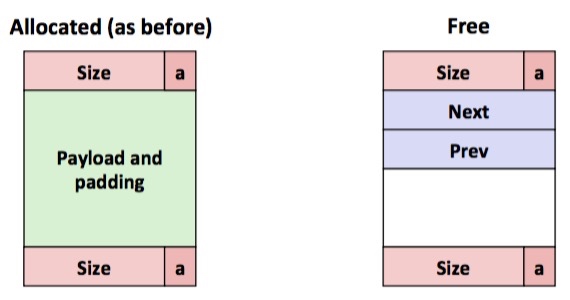 Allocated (as before)
Size a
Payload and
padding
Size a
Free
Size a
Next
Prev
Size a